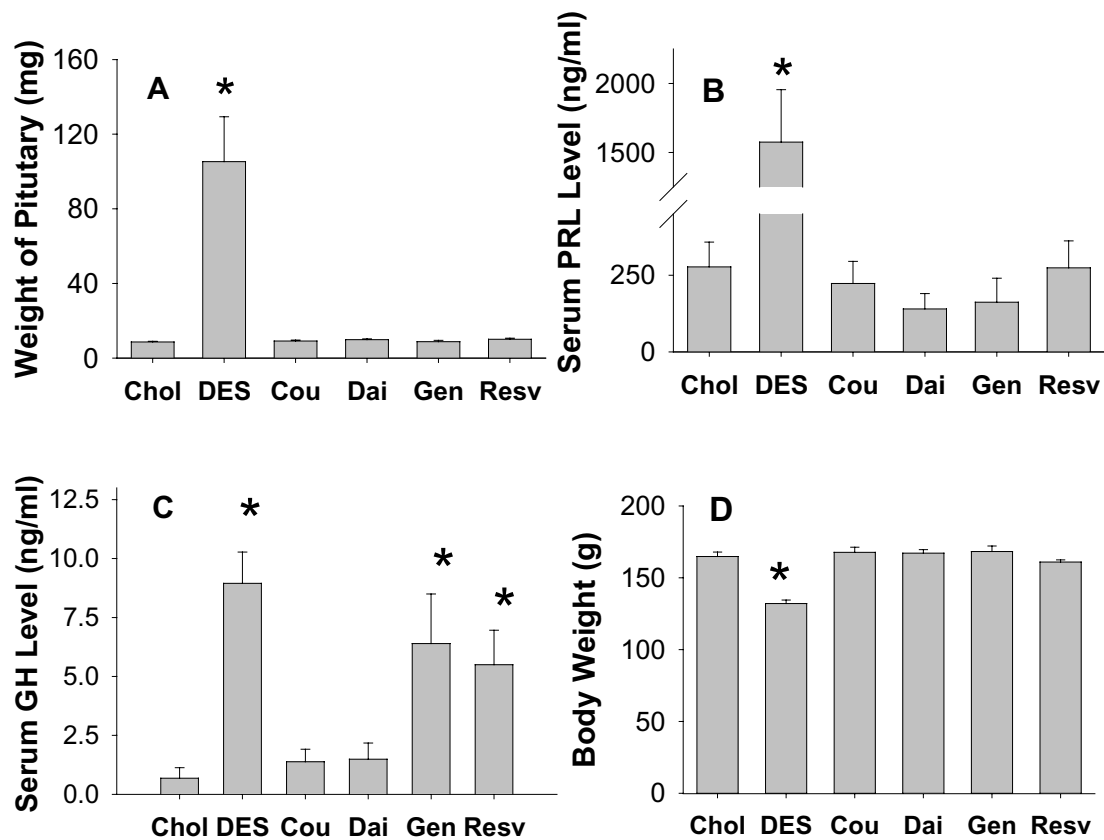 Weight of Pitutary (mg)
160
120
80
40
0
A
*
Chol DES Cou Dai Gen Resv
Serum PRL Level (ng/ml)
2000
1500
250
0
B
*
Chol DES Cou Dai Gen Resv
Serum GH Level (ng/ml)
12.5
10.0
7.5
5.0
2.5
0.0
C
*
*
*
Chol DES Cou Dai Gen Resv
Body Weight (g)
200
150
100
50
0
D
*
Chol DES Cou Dai Gen Resv